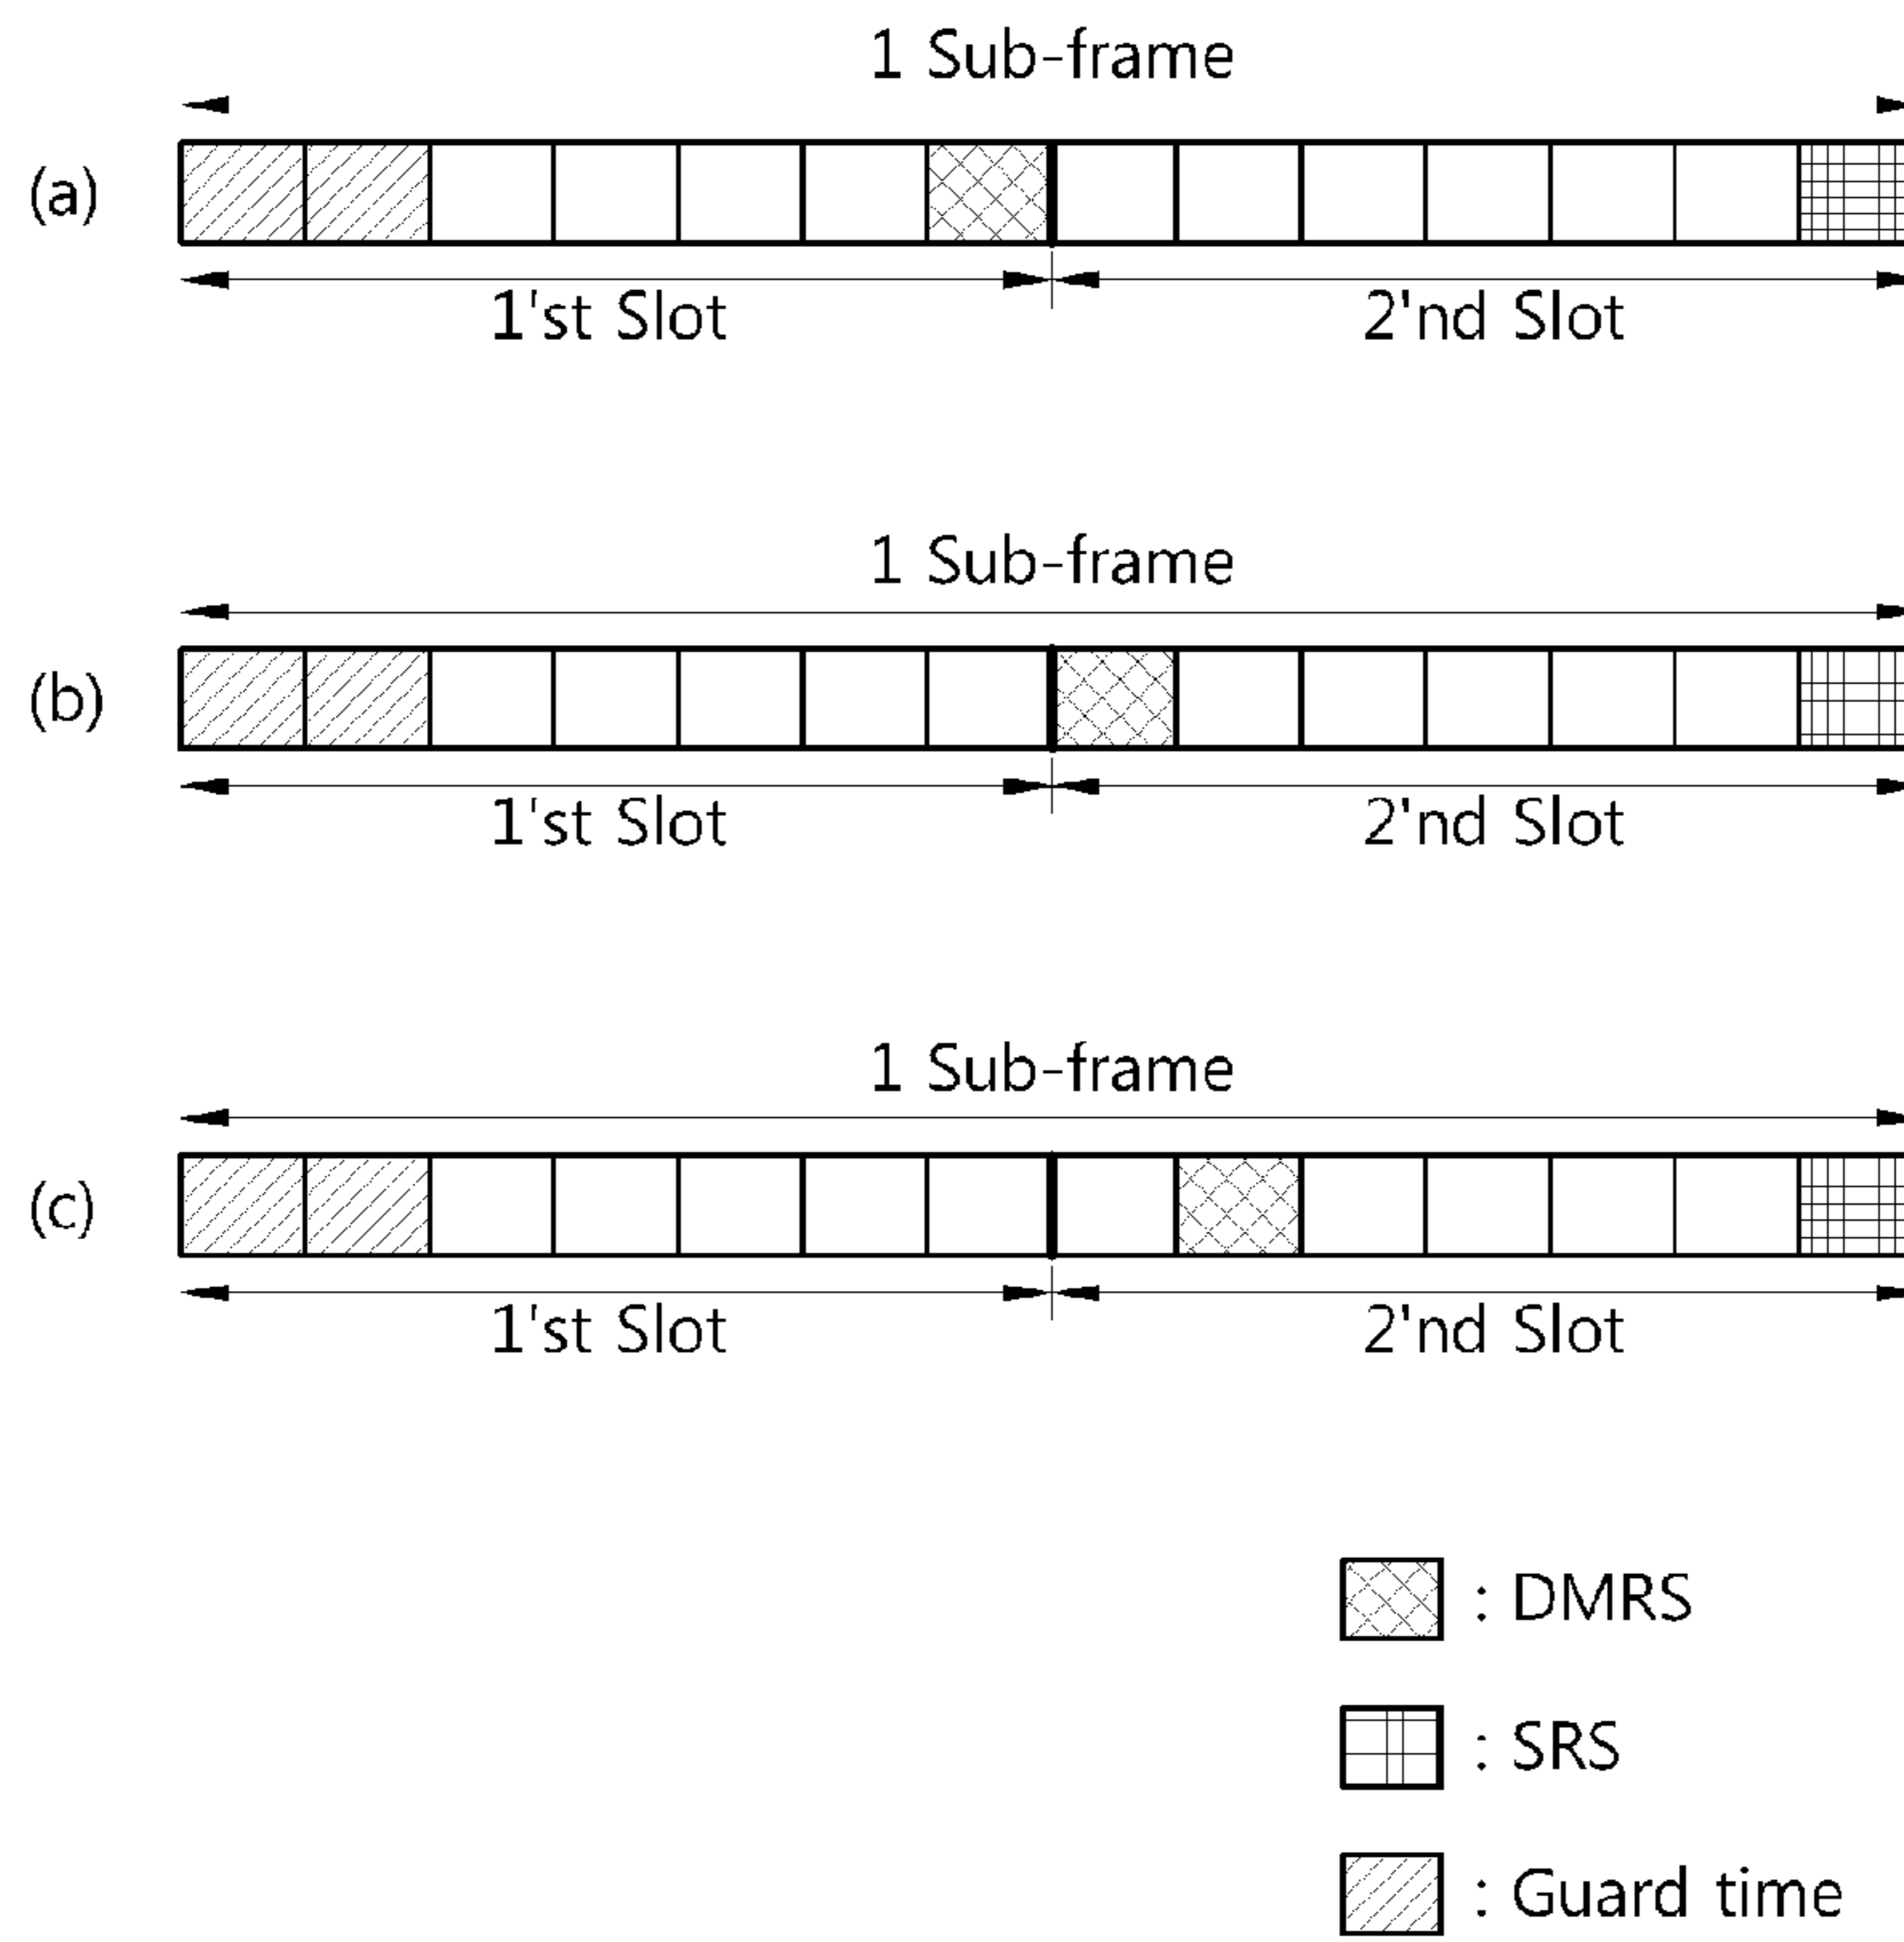 1 Sub-frame
(a)
1'st Slot 2'nd Slot
1 Sub-frame
(b)
1'st Slot 2'nd Slot
1 Sub-frame
(c)
1'st Slot 2'nd Slot
: DMRS
: SRS
: Guard time